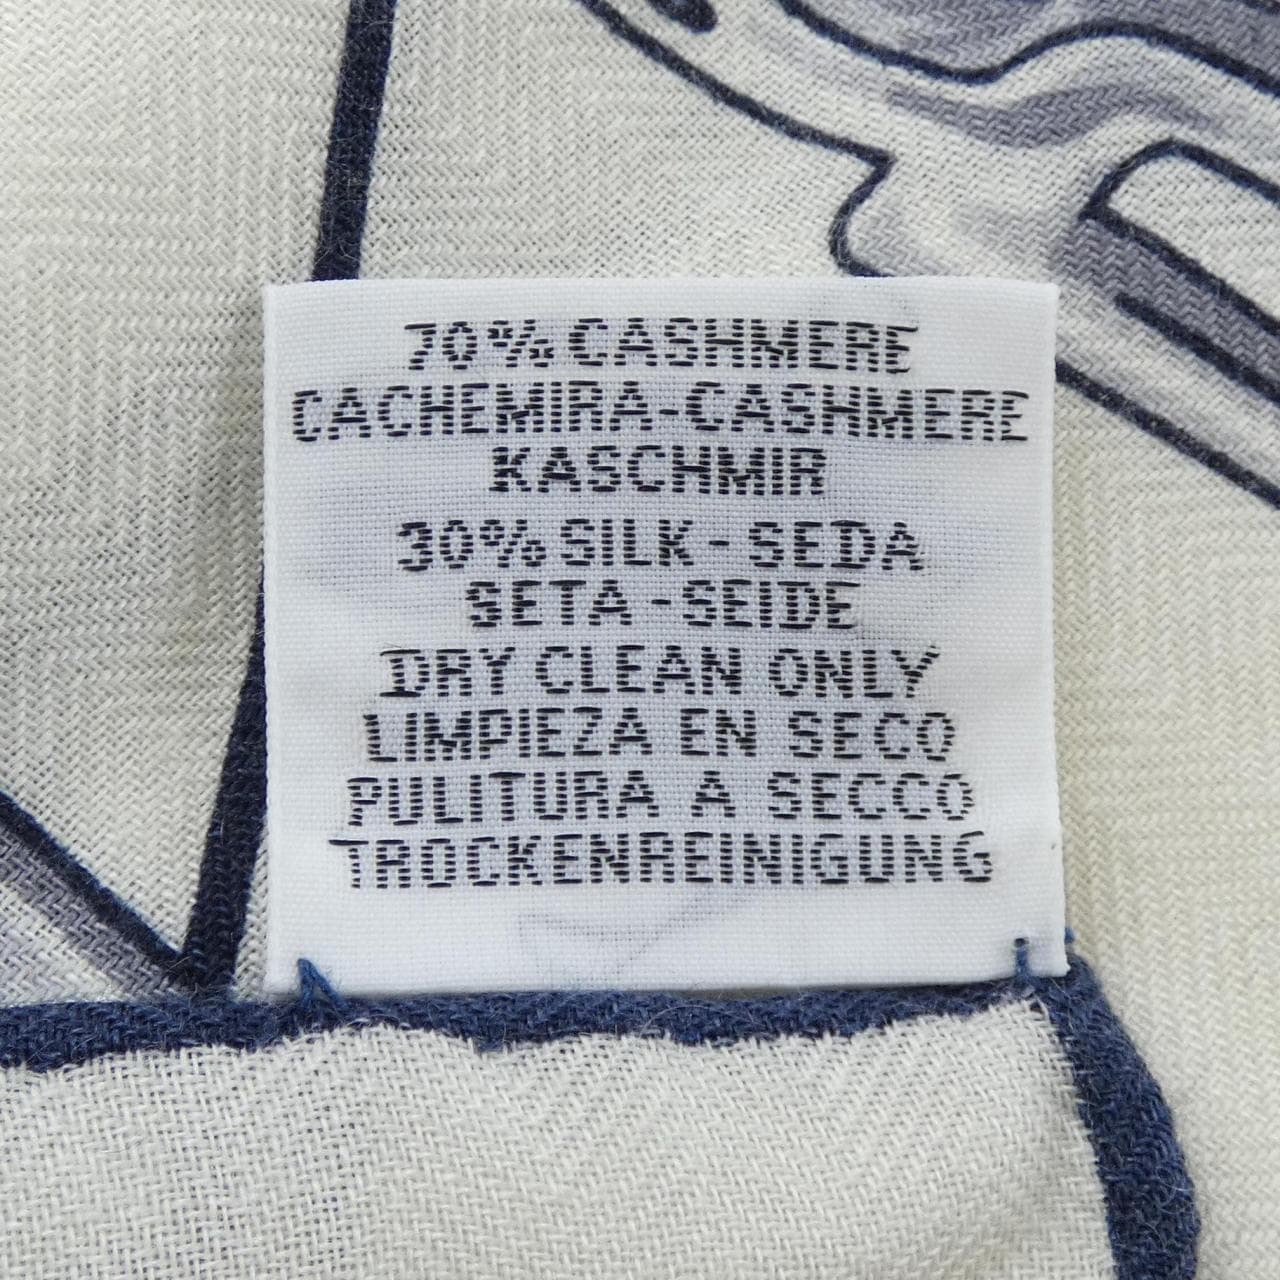 70% CASHMERE
CACHEMIRA-CASHMERE
KASCHMIR
30% SILK - SEDA
SETA - SEIDE
DRY CLEAN ONLY
LIMPIEZA EN SECO
PULITURA A SECCO
TROCKENREINIGUNG